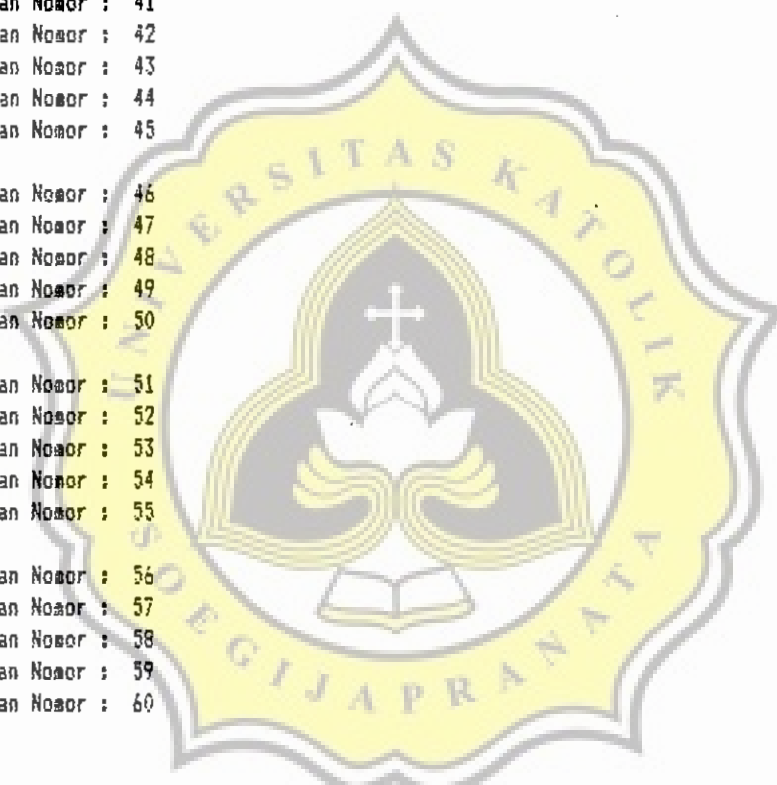 an Nomor : 41
an Nomor : 42
an Nomor : 43
an Nomor : 44
an Nomor : 45
an Nomor : 46
an Nomor : 47
an Nomor : 48
an Nomor : 49
an Nomor : 50
an Nomor : 51
an Nomor : 52
an Nomor : 53
an Nomor : 54
an Nomor : 55
an Nomor : 56
an Nomor : 57
an Nomor : 58
an Nomor : 59
an Nomor : 60
UNIVERSITAS KATOLIK
SOEGIJAPRANATA